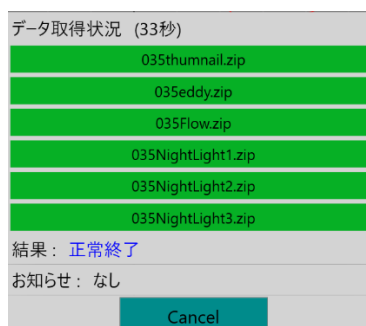 データ取得状況 (33秒)
035thumnail.zip
035eddy.zip
035Flow.zip
035NightLight1.zip
035NightLight2.zip
035NightLight3.zip
結果： 正常終了
お知らせ： なし
Cancel